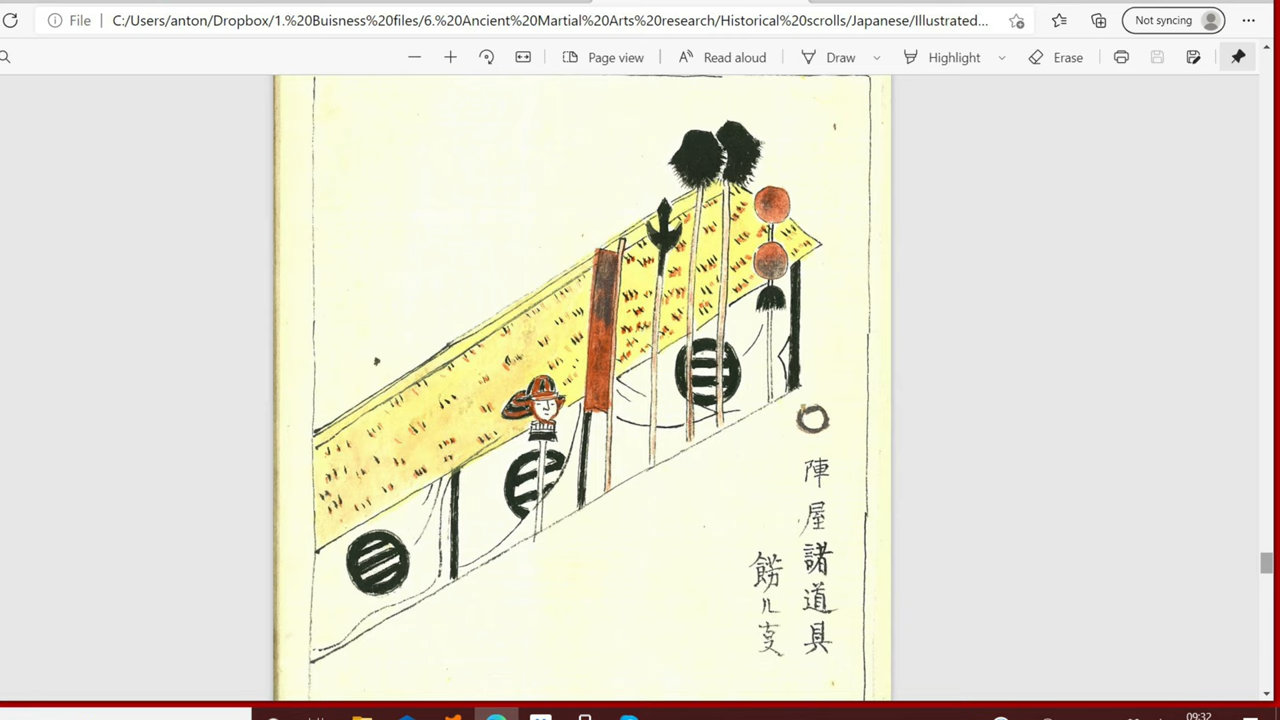 File
C:/Users/anton/Dropbox/1.%20Buisness%20files/6.%20Ancient%20Martial%20Arts%20research/Historical%20scrolls/Japanese/Illustrated...
Not syncing
Page view
Read aloud
Draw
Highlight
Erase
陣屋諸道具
餝ル支
09:32